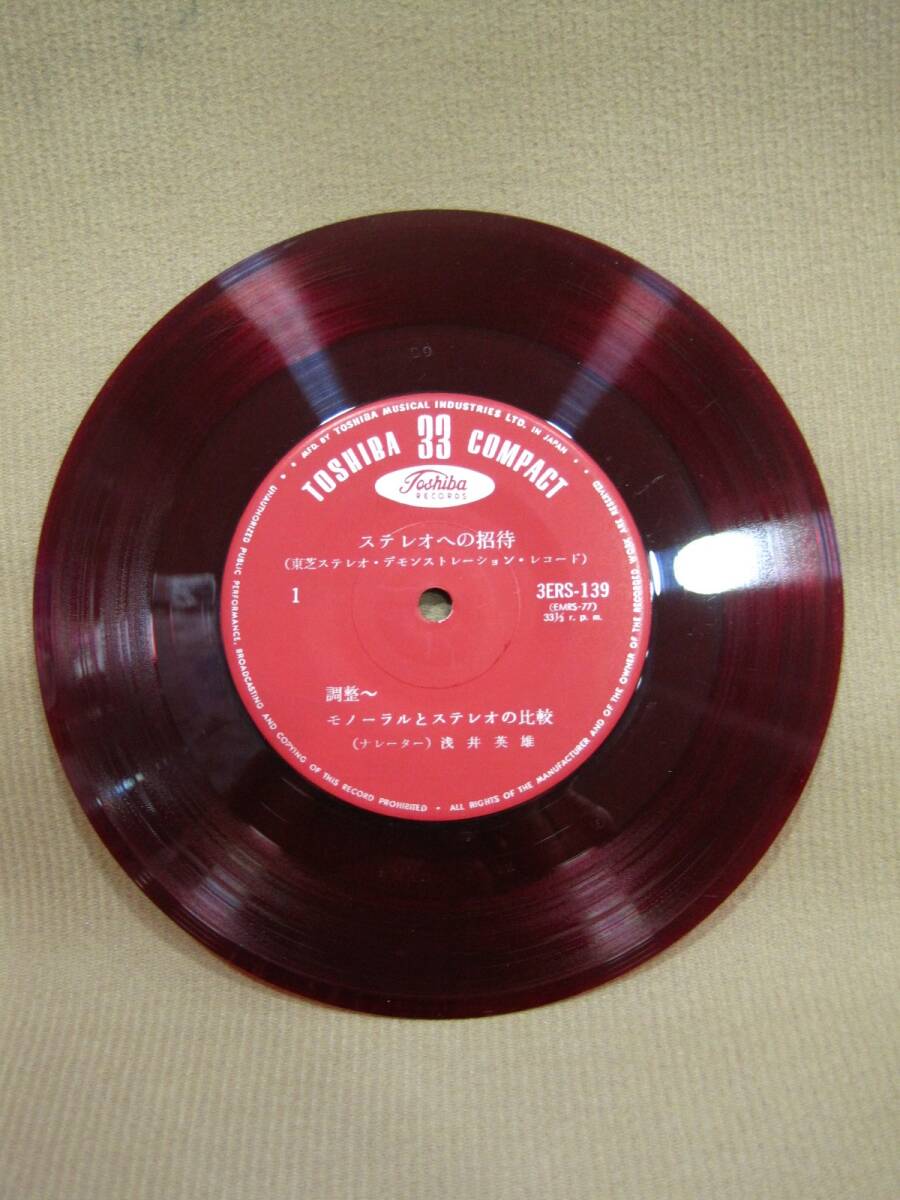 MFD. BY TOSHIBA MUSICAL INDUSTRIES LTD. IN JAPAN
TOSHIBA 33 COMPACT
Toshiba
RECORDS
ステレオへの招待
(東芝ステレオ・デモンストレーション・レコード)
1
3ERS-139
(EMRS-77)
33⅓ r. p. m.
調整〜
モノーラルとステレオの比較
(ナレーター) 浅井英雄
UNAUTHORIZED PUBLIC PERFORMANCE, BROADCASTING AND COPYING OF THIS RECORD PROHIBITED • ALL RIGHTS OF THE MANUFACTURER AND OF THE OWNER OF THE RECORDED WORK ARE RESERVED